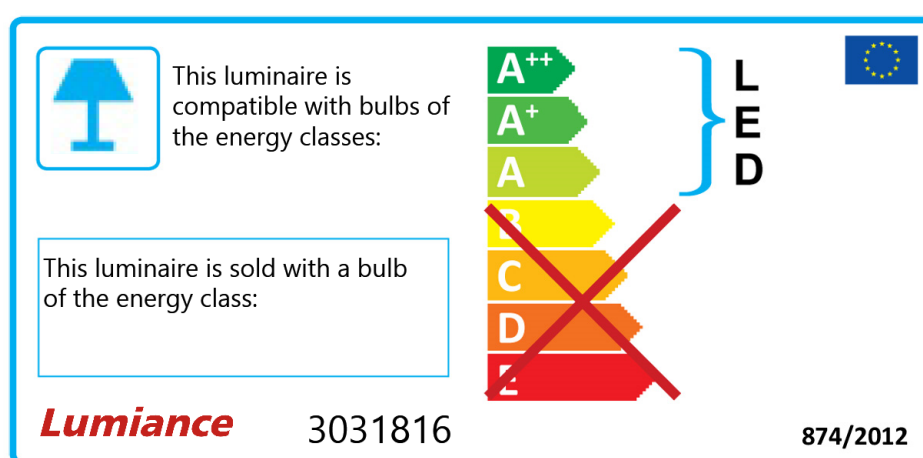 This luminaire is
compatible with bulbs of
the energy classes:
A++
A+
A
B
C
D
E
L
E
D
This luminaire is sold with a bulb
of the energy class:
Lumiance
3031816
874/2012